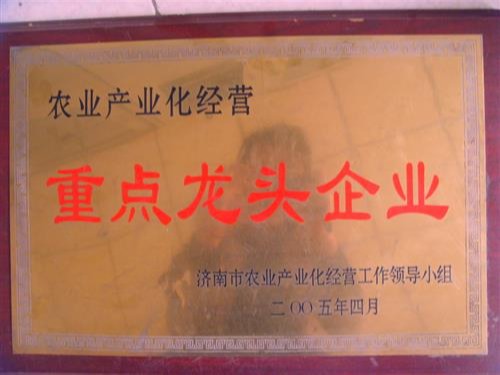 农业产业化经营
重点龙头企业
济南市农业产业化经营工作领导小组
二〇〇五年四月